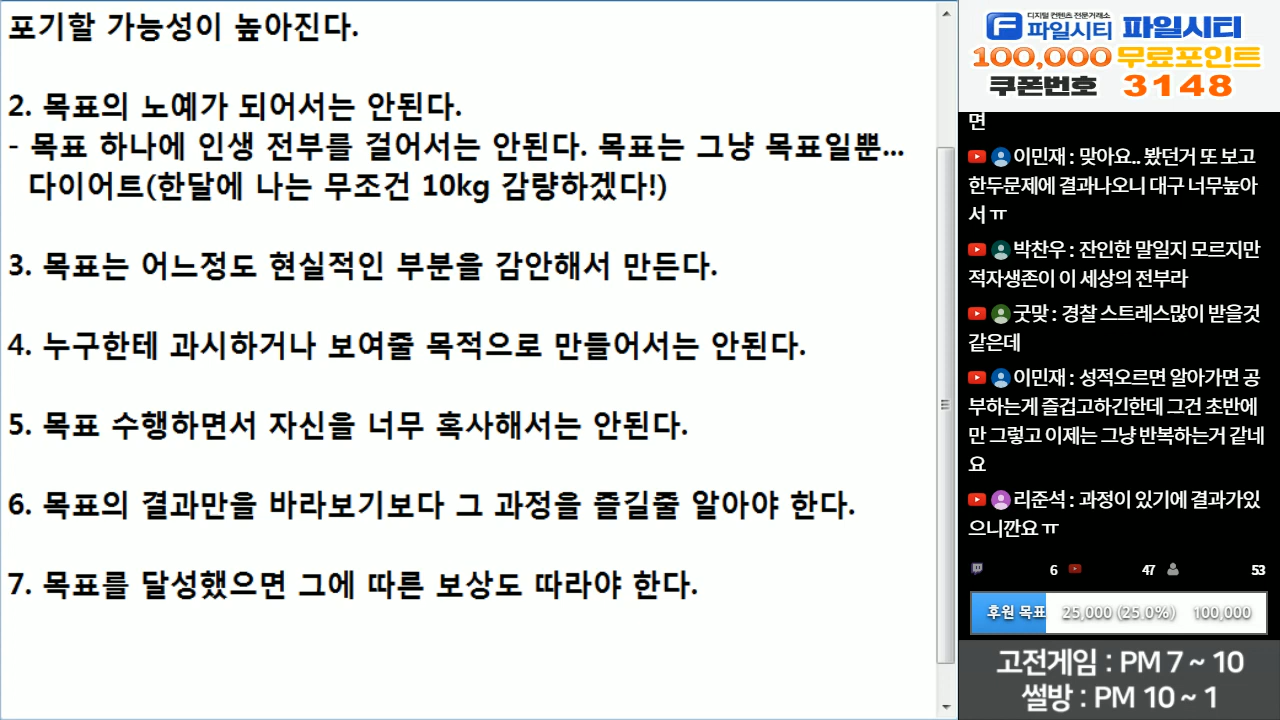 포기할 가능성이 높아진다.
2. 목표의 노예가 되어서는 안된다.
- 목표 하나에 인생 전부를 걸어서는 안된다. 목표는 그냥 목표일뿐...
다이어트(한달에 나는 무조건 10kg 감량하겠다!)
3. 목표는 어느정도 현실적인 부분을 감안해서 만든다.
4. 누구한테 과시하거나 보여줄 목적으로 만들어서는 안된다.
5. 목표 수행하면서 자신을 너무 혹사해서는 안된다.
6. 목표의 결과만을 바라보기보다 그 과정을 즐길줄 알아야 한다.
7. 목표를 달성했으면 그에 따른 보상도 따라야 한다.
디지털 컨텐츠 전문거래소
파일시티 파일시티
100,000 무료포인트
쿠폰번호 3148
면
이민재 : 맞아요.. 봤던거 또 보고
한두문제에 결과나오니 대구 너무높아
서 ㅠ
박찬우 : 잔인한 말일지 모르지만
적자생존이 이 세상의 전부라
굿맞 : 경찰 스트레스많이 받을것
같은데
이민재 : 성적오르면 알아가면 공
부하는게 즐겁고하긴한데 그건 초반에
만 그렇고 이제는 그냥 반복하는거 같네
요
리준석 : 과정이 있기에 결과가있
으니깐요 ㅠ
6 47 53
후원 목표 25,000 (25.0%) 100,000
고전게임 : PM 7 ~ 10
썰방 : PM 10 ~ 1